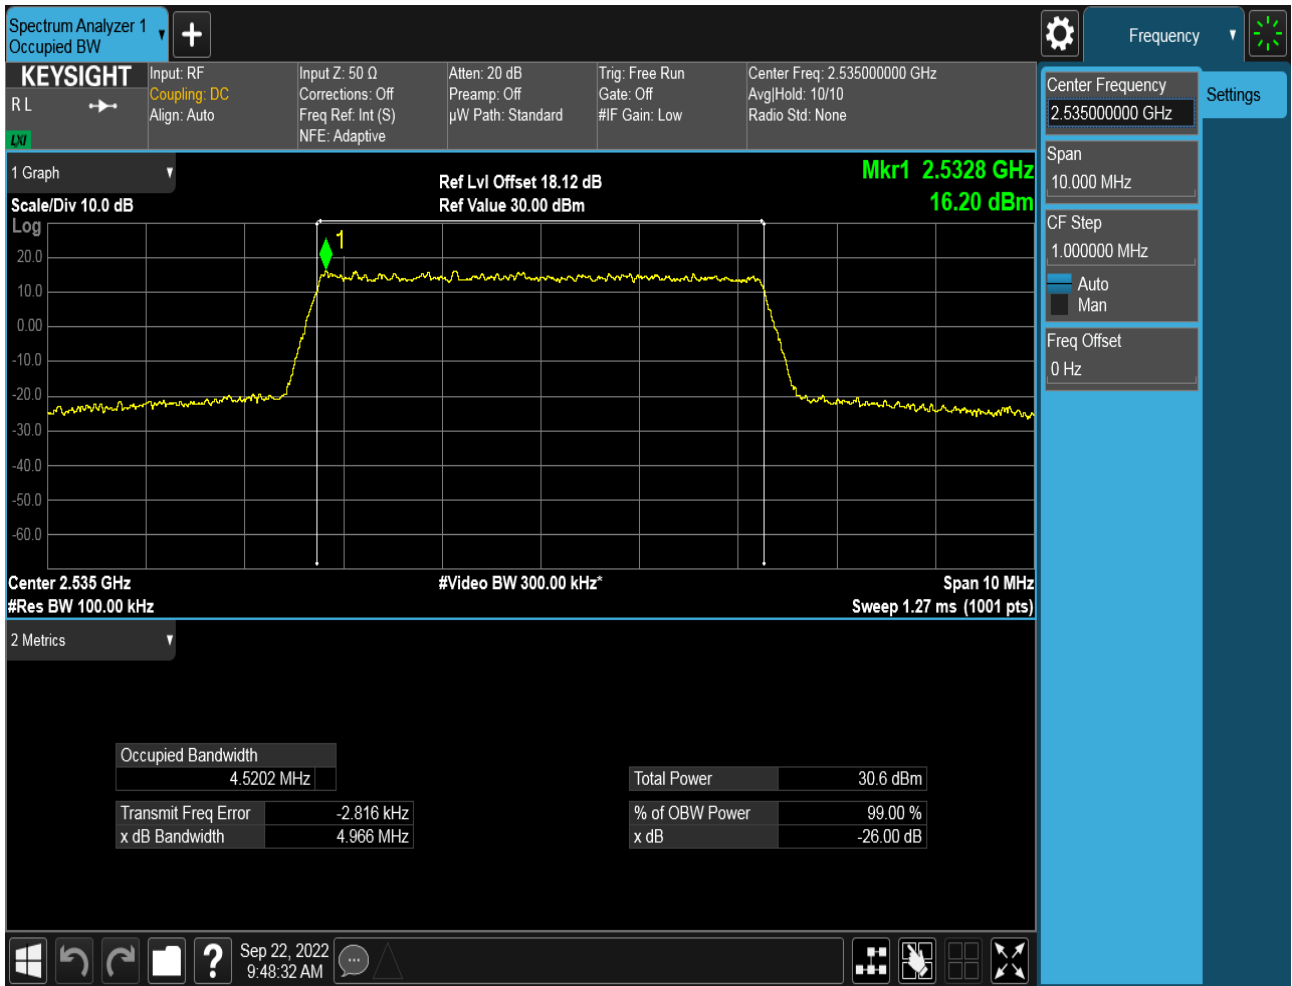 Spectrum Analyzer 1
Occupied BW
Frequency
KEYSIGHT
R L
LXI
Input: RF
Coupling: DC
Align: Auto
Input Z: 50 Ω
Corrections: Off
Freq Ref: Int (S)
NFE: Adaptive
Atten: 20 dB
Preamp: Off
µW Path: Standard
Trig: Free Run
Gate: Off
#IF Gain: Low
Center Freq: 2.535000000 GHz
Avg|Hold: 10/10
Radio Std: None
Center Frequency
2.535000000 GHz
Settings
Span
10.000 MHz
CF Step
1.000000 MHz
Auto
Man
Freq Offset
0 Hz
1 Graph
Scale/Div 10.0 dB
Log
Ref Lvl Offset 18.12 dB
Ref Value 30.00 dBm
Mkr1 2.5328 GHz
16.20 dBm
1
20.0
10.0
0.00
-10.0
-20.0
-30.0
-40.0
-50.0
-60.0
Center 2.535 GHz
#Video BW 300.00 kHz*
Span 10 MHz
#Res BW 100.00 kHz
Sweep 1.27 ms (1001 pts)
2 Metrics
Occupied Bandwidth
4.5202 MHz
Total Power 30.6 dBm
Transmit Freq Error -2.816 kHz
% of OBW Power 99.00 %
x dB Bandwidth 4.966 MHz
x dB -26.00 dB
?
Sep 22, 2022
9:48:32 AM